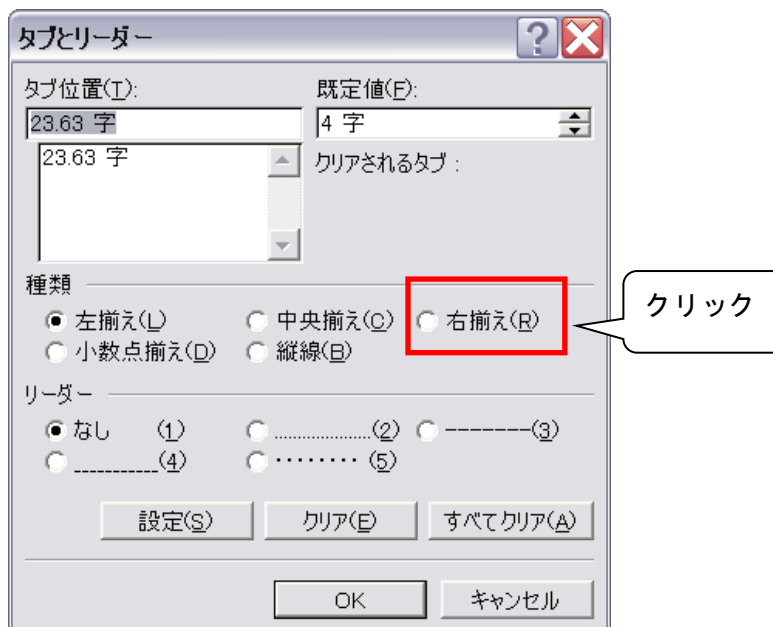 タブとリーダー
タブ位置(T): 既定値(F):
23.63 字 4 字
23.63 字 クリアされるタブ :
種類
左揃え(L) 中央揃え(C) 右揃え(R) クリック
小数点揃え(D) 縦線(B)
リーダー
なし (1) ....................(2) -------(3)
___________(4) ········ (5)
設定(S) クリア(E) すべてクリア(A)
OK キャンセル